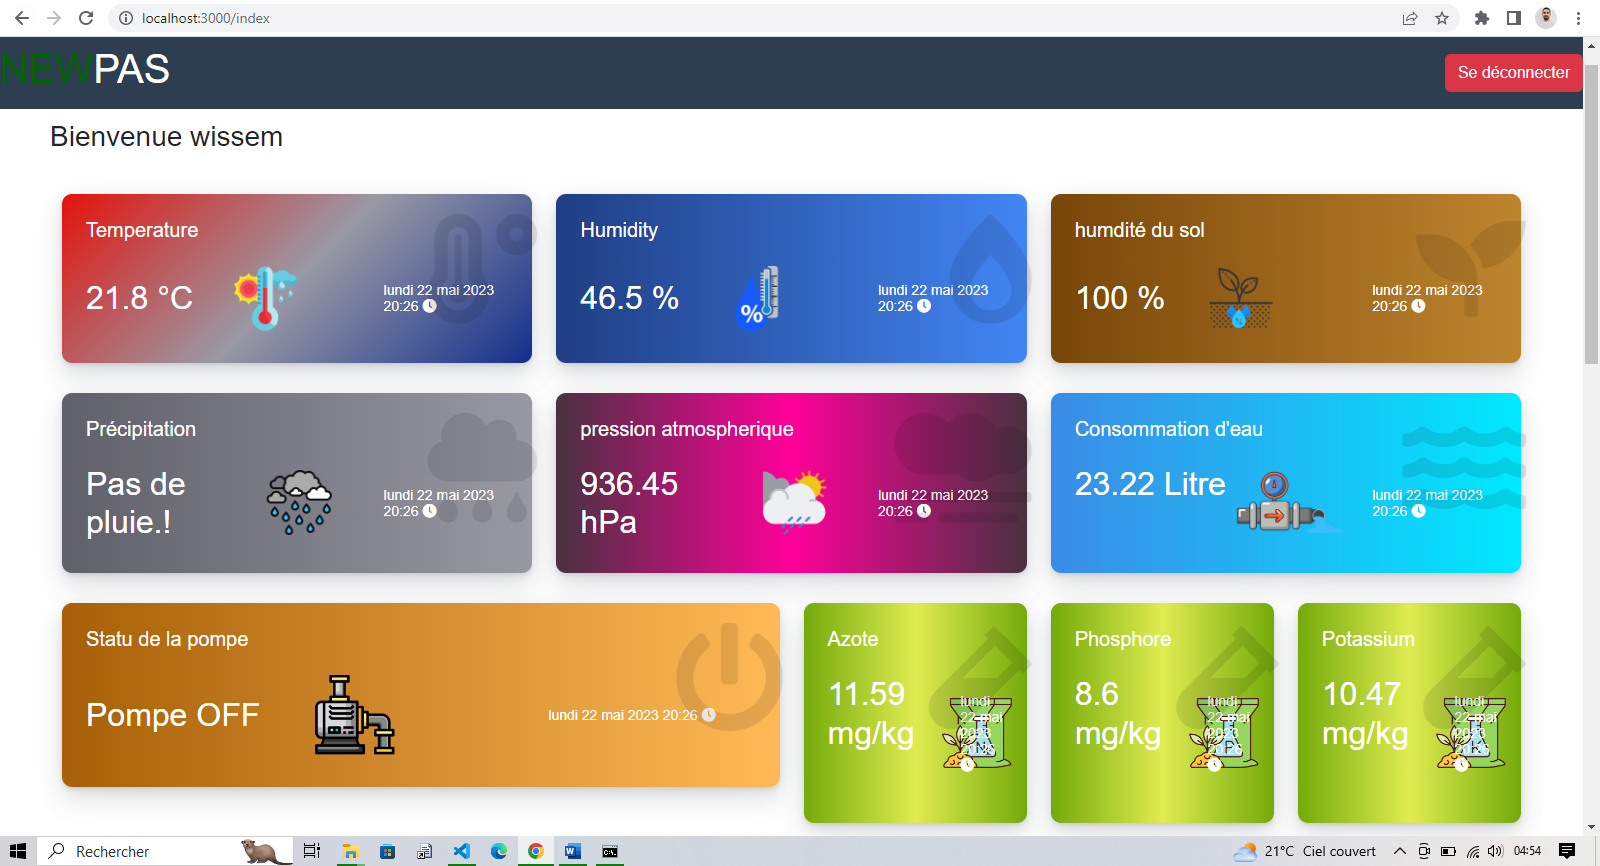 localhost:3000/index
NEWPAS
Se déconnecter
Bienvenue wissem
Temperature
21.8 °C
lundi 22 mai 2023
20:26
Humidity
46.5 %
%
lundi 22 mai 2023
20:26
humdité du sol
100 %
lundi 22 mai 2023
20:26
Précipitation
Pas de
pluie.!
lundi 22 mai 2023
20:26
pression atmospherique
936.45
hPa
lundi 22 mai 2023
20:26
Consommation d'eau
23.22 Litre
lundi 22 mai 2023
20:26
Statu de la pompe
Pompe OFF
lundi 22 mai 2023 20:26
Azote
11.59
mg/kg
lundi
22 mai
2023
20:26
N
Phosphore
8.6
mg/kg
lundi
22 mai
2023
20:26
P
Potassium
10.47
mg/kg
lundi
22 mai
2023
20:26
K
Rechercher
21°C Ciel couvert
04:54